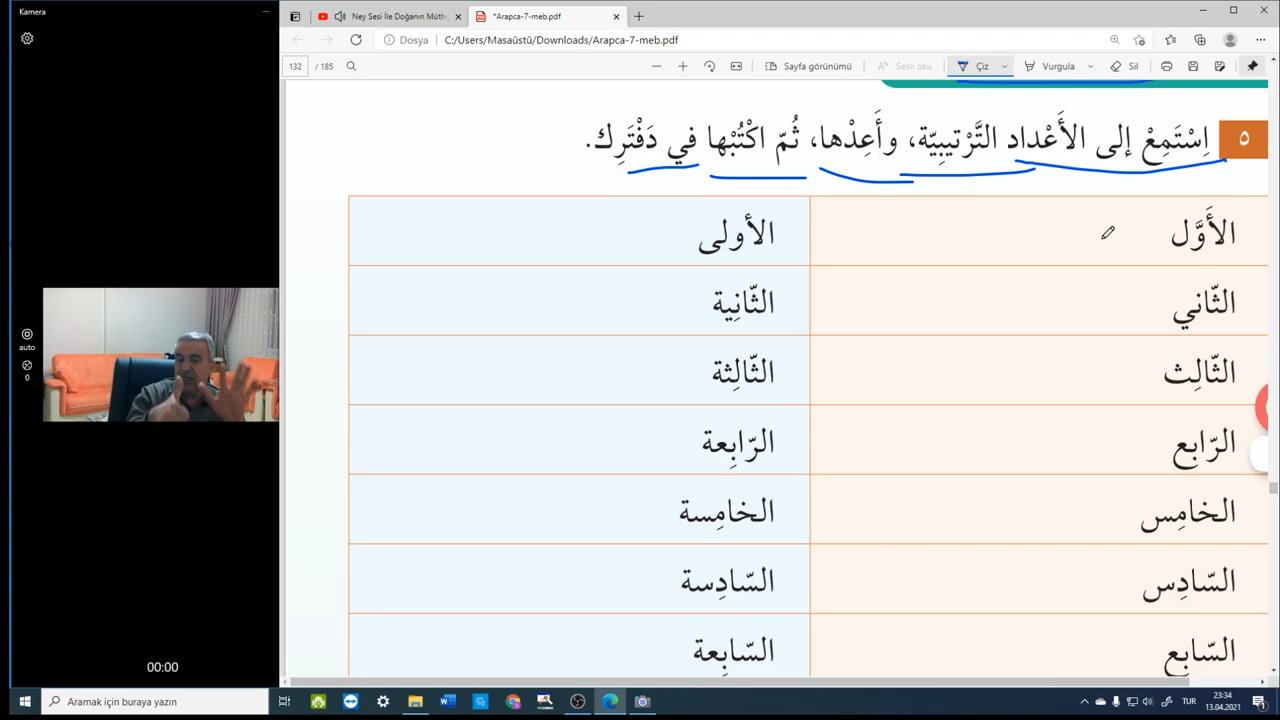 Kamera
Ney Sesi İle Doğanın Müthi
*Arapca-7-meb.pdf
Dosya
C:/Users/Masaüstü/Downloads/Arapca-7-meb.pdf
132 / 185
Sayfa görünümü
Sesli oku
Çiz
Vurgula
Sil
٥ اِسْتَمِعْ إلى الأَعْداد التَّرْتيبِيّة، وأَعِدْها، ثُمّ اكْتُبْها في دَفْتَرِك.
الأَوَّل الأولى
الثّاني الثّانِية
الثّالِث الثّالِثة
الرّابِع الرّابِعة
الخامِس الخامِسة
السّادِس السّادِسة
السّابِع السّابِعة
auto
0
00:00
Aramak için buraya yazın
TUR
23:34
13.04.2021